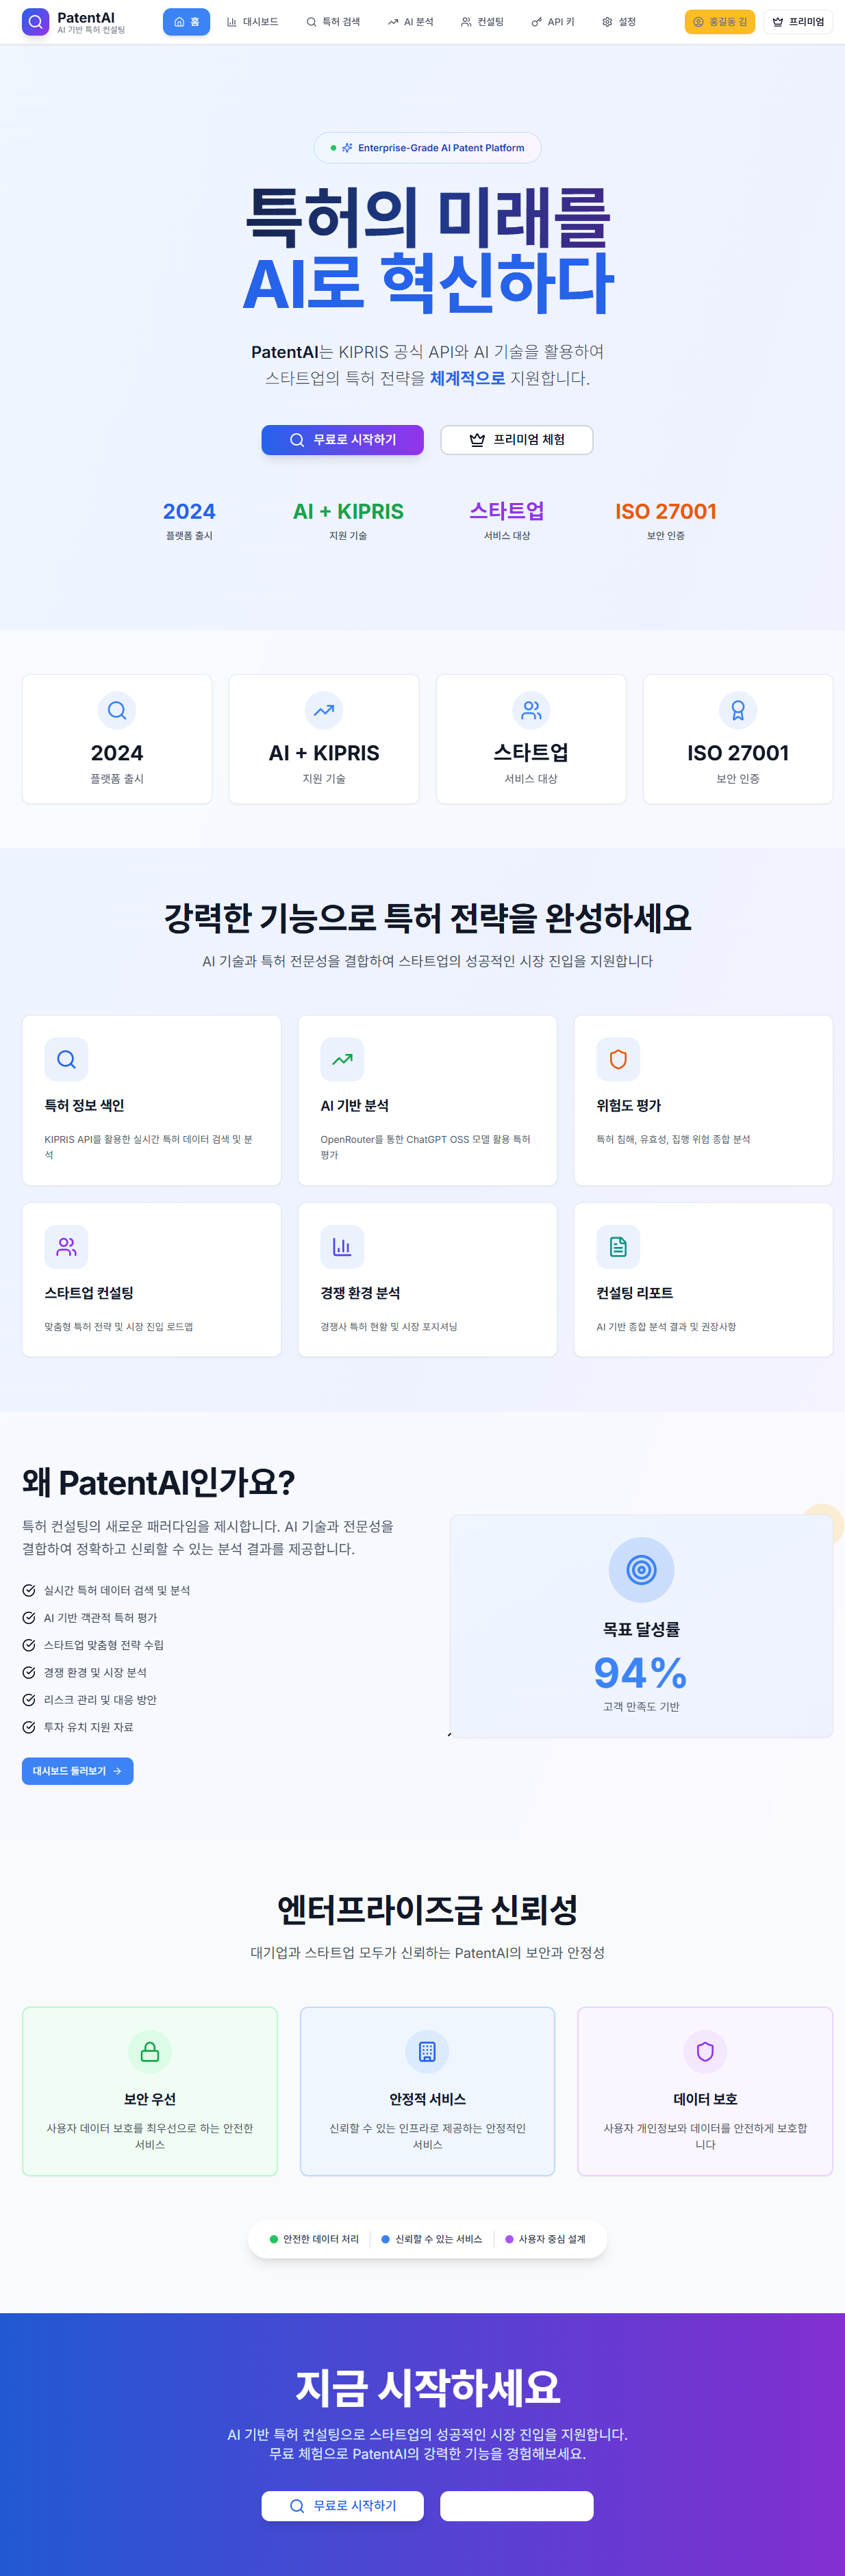 PatentAI
AI 기반 특허 컨설팅
홈
대시보드
특허 검색
AI 분석
컨설팅
API 키
설정
홍길동 김
프리미엄
Enterprise-Grade AI Patent Platform
특허의 미래를
AI로 혁신하다
PatentAI는 KIPRIS 공식 API와 AI 기술을 활용하여
스타트업의 특허 전략을 체계적으로 지원합니다.
무료로 시작하기
프리미엄 체험
2024
플랫폼 출시
AI + KIPRIS
지원 기술
스타트업
서비스 대상
ISO 27001
보안 인증
2024
플랫폼 출시
AI + KIPRIS
지원 기술
스타트업
서비스 대상
ISO 27001
보안 인증
강력한 기능으로 특허 전략을 완성하세요
AI 기술과 특허 전문성을 결합하여 스타트업의 성공적인 시장 진입을 지원합니다
특허 정보 색인
KIPRIS API를 활용한 실시간 특허 데이터 검색 및 분
석
AI 기반 분석
OpenRouter를 통한 ChatGPT OSS 모델 활용 특허
평가
위험도 평가
특허 침해, 유효성, 집행 위험 종합 분석
스타트업 컨설팅
맞춤형 특허 전략 및 시장 진입 로드맵
경쟁 환경 분석
경쟁사 특허 현황 및 시장 포지셔닝
컨설팅 리포트
AI 기반 종합 분석 결과 및 권장사항
왜 PatentAI인가요?
특허 컨설팅의 새로운 패러다임을 제시합니다. AI 기술과 전문성을
결합하여 정확하고 신뢰할 수 있는 분석 결과를 제공합니다.
실시간 특허 데이터 검색 및 분석
AI 기반 객관적 특허 평가
스타트업 맞춤형 전략 수립
경쟁 환경 및 시장 분석
리스크 관리 및 대응 방안
투자 유치 지원 자료
대시보드 둘러보기
목표 달성률
94%
고객 만족도 기반
엔터프라이즈급 신뢰성
대기업과 스타트업 모두가 신뢰하는 PatentAI의 보안과 안정성
보안 우선
사용자 데이터 보호를 최우선으로 하는 안전한
서비스
안정적 서비스
신뢰할 수 있는 인프라로 제공하는 안정적인
서비스
데이터 보호
사용자 개인정보와 데이터를 안전하게 보호합
니다
안전한 데이터 처리
신뢰할 수 있는 서비스
사용자 중심 설계
지금 시작하세요
AI 기반 특허 컨설팅으로 스타트업의 성공적인 시장 진입을 지원합니다.
무료 체험으로 PatentAI의 강력한 기능을 경험해보세요.
무료로 시작하기